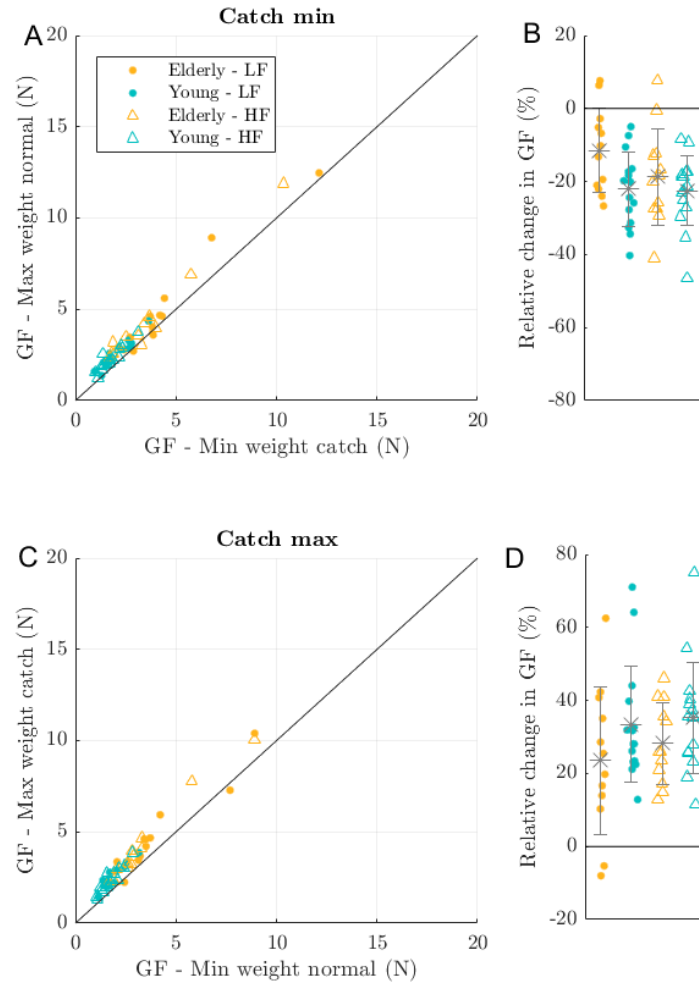 Catch min
A
20
15
10
5
0
0
5
10
15
20
GF - Max weight normal (N)
GF - Min weight catch (N)
Elderly - LF
Young - LF
Elderly - HF
Young - HF
B
20
0
-20
-40
-60
-80
Relative change in GF (%)
Catch max
C
20
15
10
5
0
0
5
10
15
20
GF - Max weight catch (N)
GF - Min weight normal (N)
D
80
60
40
20
0
-20
Relative change in GF (%)